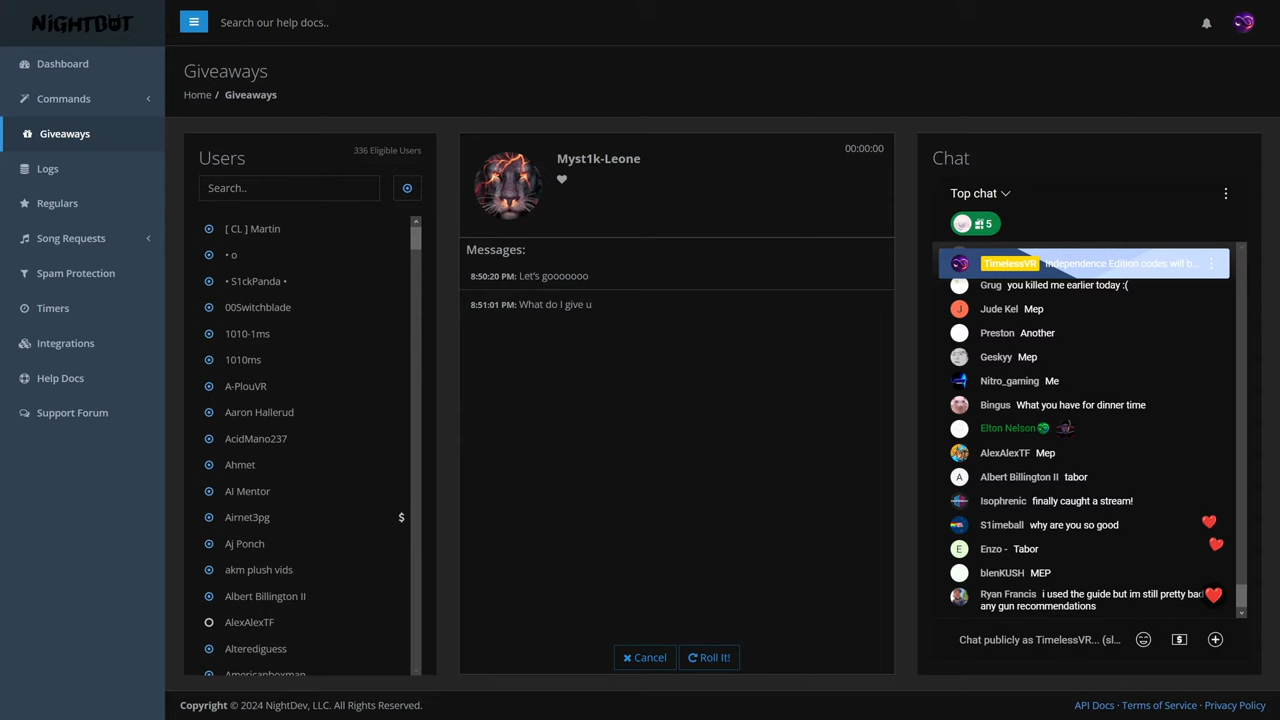 NiGHTBOT
Search our help docs..
Dashboard
Commands
Giveaways
Logs
Regulars
Song Requests
Spam Protection
Timers
Integrations
Help Docs
Support Forum
Giveaways
Home / Giveaways
Users
336 Eligible Users
Search..
[ CL ] Martin
• o
• S1ckPanda •
00Switchblade
1010-1ms
1010ms
A-PlouVR
Aaron Hallerud
AcidMano237
Ahmet
AI Mentor
Airnet3pg $
Aj Ponch
akm plush vids
Albert Billington II
AlexAlexTF
Alterediguess
Americanboxman
Myst1k-Leone
00:00:00
Messages:
8:50:20 PM: Let's gooooooo
8:51:01 PM: What do I give u
Cancel
Roll It!
Chat
Top chat
5
TimelessVR Independence Edition codes will b...
Grug you killed me earlier today :(
Jude Kel Mep
Preston Another
Geskyy Mep
Nitro_gaming Me
Bingus What you have for dinner time
Elton Nelson
AlexAlexTF Mep
A Albert Billington II tabor
Isophrenic finally caught a stream!
S1imeball why are you so good
E Enzo - Tabor
blenKUSH MEP
Ryan Francis i used the guide but im still pretty bad
any gun recommendations
Chat publicly as TimelessVR... (sl...
Copyright © 2024 NightDev, LLC. All Rights Reserved.
API Docs - Terms of Service - Privacy Policy